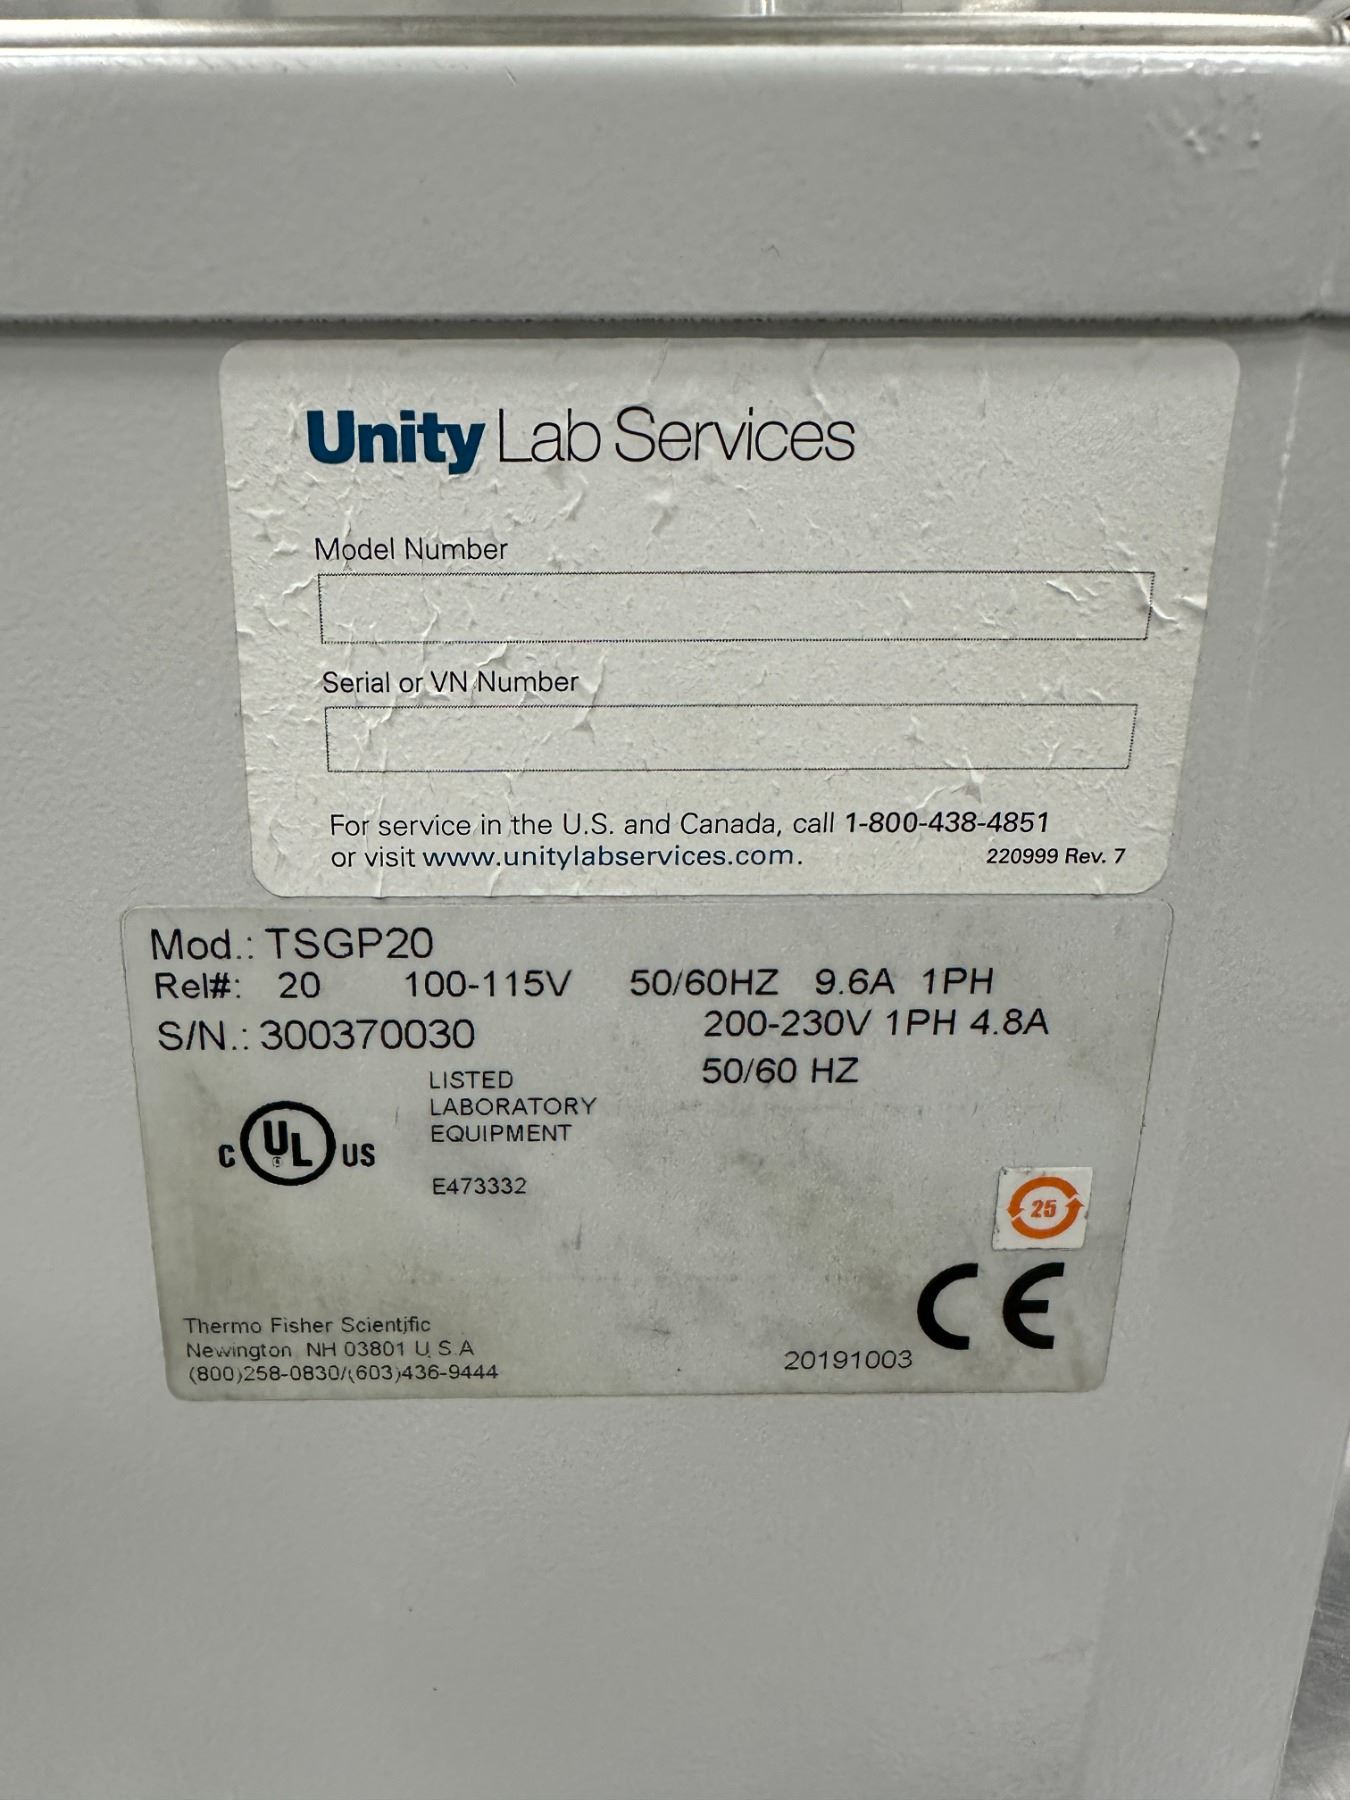 Unity Lab Services
Model Number
Serial or VN Number
For service in the U.S. and Canada, call 1-800-438-4851
or visit www.unitylabservices.com.
220999 Rev. 7
Mod.: TSGP20
Rel#: 20 100-115V 50/60HZ 9.6A 1PH
S/N.: 300370030 200-230V 1PH 4.8A
50/60 HZ
LISTED
LABORATORY
EQUIPMENT
C UL US
E473332
25
CE
Thermo Fisher Scientific
Newington NH 03801 U.S.A
(800)258-0830/(603)436-9444
20191003